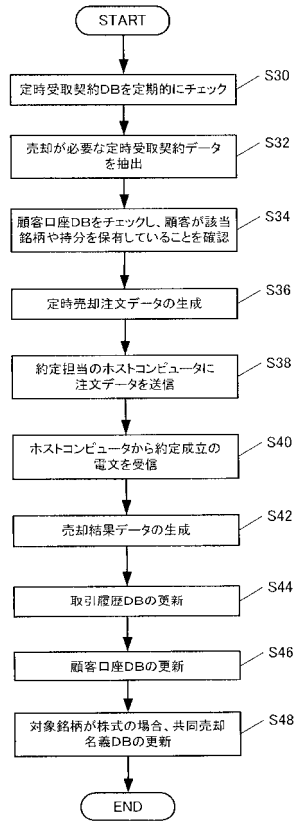 START
定時受取契約DBを定期的にチェック
S30
売却が必要な定時受取契約データ
を抽出
S32
顧客口座DBをチェックし、顧客が該当
銘柄や持分を保有していることを確認
S34
定時売却注文データの生成
S36
約定担当のホストコンピュータに
注文データを送信
S38
ホストコンピュータから約定成立の
電文を受信
S40
売却結果データの生成
S42
取引履歴DBの更新
S44
顧客口座DBの更新
S46
対象銘柄が株式の場合、共同売却
名義DBの更新
S48
END